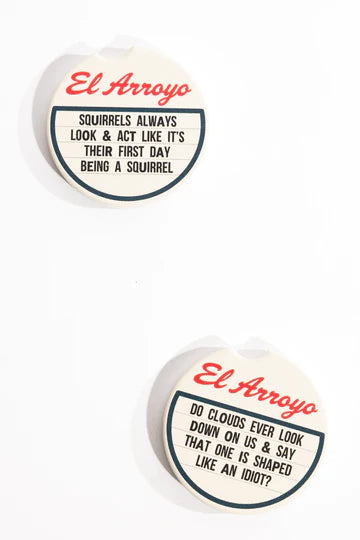 El Arroyo
SQUIRRELS ALWAYS
LOOK & ACT LIKE IT'S
THEIR FIRST DAY
BEING A SQUIRREL
El Arroyo
DO CLOUDS EVER LOOK
DOWN ON US & SAY
THAT ONE IS SHAPED
LIKE AN IDIOT?